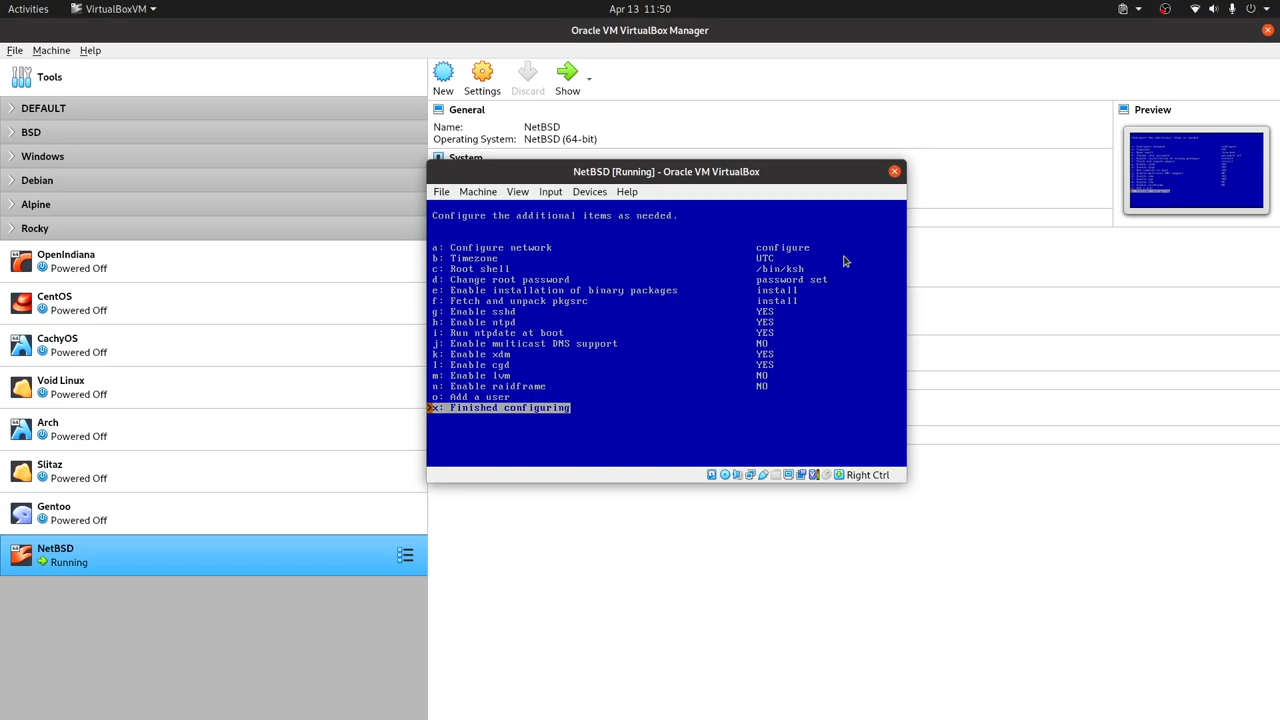 Activities
VirtualBoxVM
Apr 13 11:50
Oracle VM VirtualBox Manager
File Machine Help
Tools
DEFAULT
BSD
Windows
Debian
Alpine
Rocky
OpenIndiana
Powered Off
CentOS
Powered Off
CachyOS
Powered Off
Void Linux
Powered Off
Arch
Powered Off
Slitaz
Powered Off
Gentoo
Powered Off
NetBSD
Running
New Settings Discard Show
General
Name: NetBSD
Operating System: NetBSD (64-bit)
System
Preview
NetBSD [Running] - Oracle VM VirtualBox
File Machine View Input Devices Help
Configure the additional items as needed.
a: Configure network configure
b: Timezone UTC
c: Root shell /bin/ksh
d: Change root password password set
e: Enable installation of binary packages install
f: Fetch and unpack pkgsrc install
g: Enable sshd YES
h: Enable ntpd YES
i: Run ntpdate at boot YES
j: Enable multicast DNS support NO
k: Enable xdm YES
l: Enable cgd YES
m: Enable lvm NO
n: Enable raidframe NO
o: Add a user
>x: Finished configuring
Right Ctrl